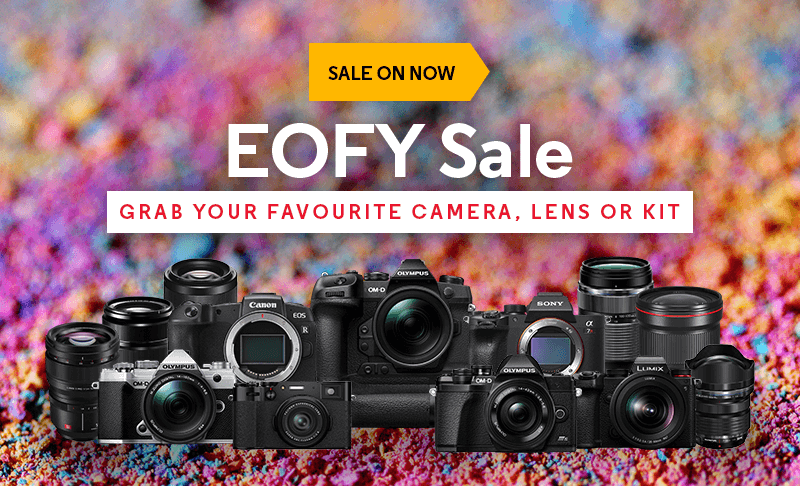 SALE ON NOW
EOFY Sale
GRAB YOUR FAVOURITE CAMERA, LENS OR KIT
OLYMPUS
OM-D
Canon
EOS
R
SONY
α
7R
OLYMPUS
OM-D
OLYMPUS
OM-D
LUMIX